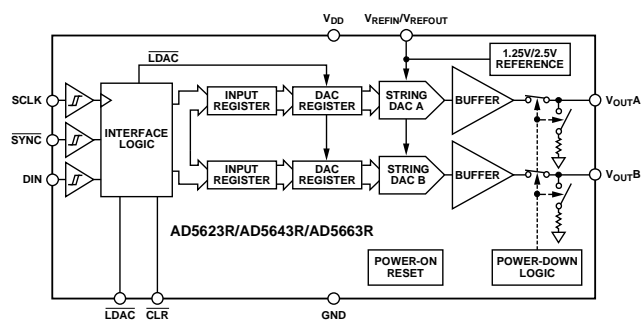 VDD
VREFIN/VREFOUT
LDAC
1.25V/2.5V
REFERENCE
SCLK
SYNC
DIN
INTERFACE
LOGIC
INPUT
REGISTER
DAC
REGISTER
STRING
DAC A
BUFFER
VOUTA
INPUT
REGISTER
DAC
REGISTER
STRING
DAC B
BUFFER
VOUTB
AD5623R/AD5643R/AD5663R
POWER-ON
RESET
POWER-DOWN
LOGIC
LDAC
CLR
GND